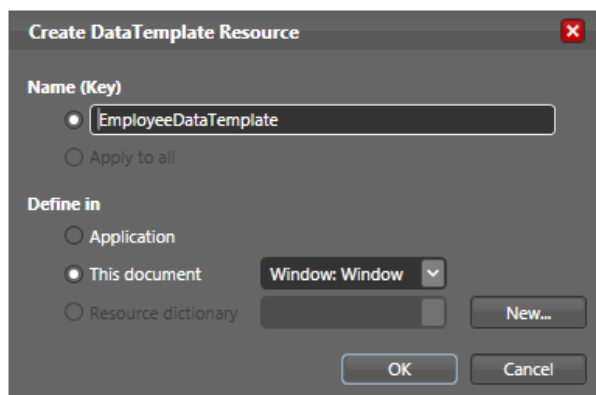 Create DataTemplate Resource
Name (Key)
EmployeeDataTemplate
Apply to all
Define in
Application
This document Window: Window
Resource dictionary New...
OK Cancel